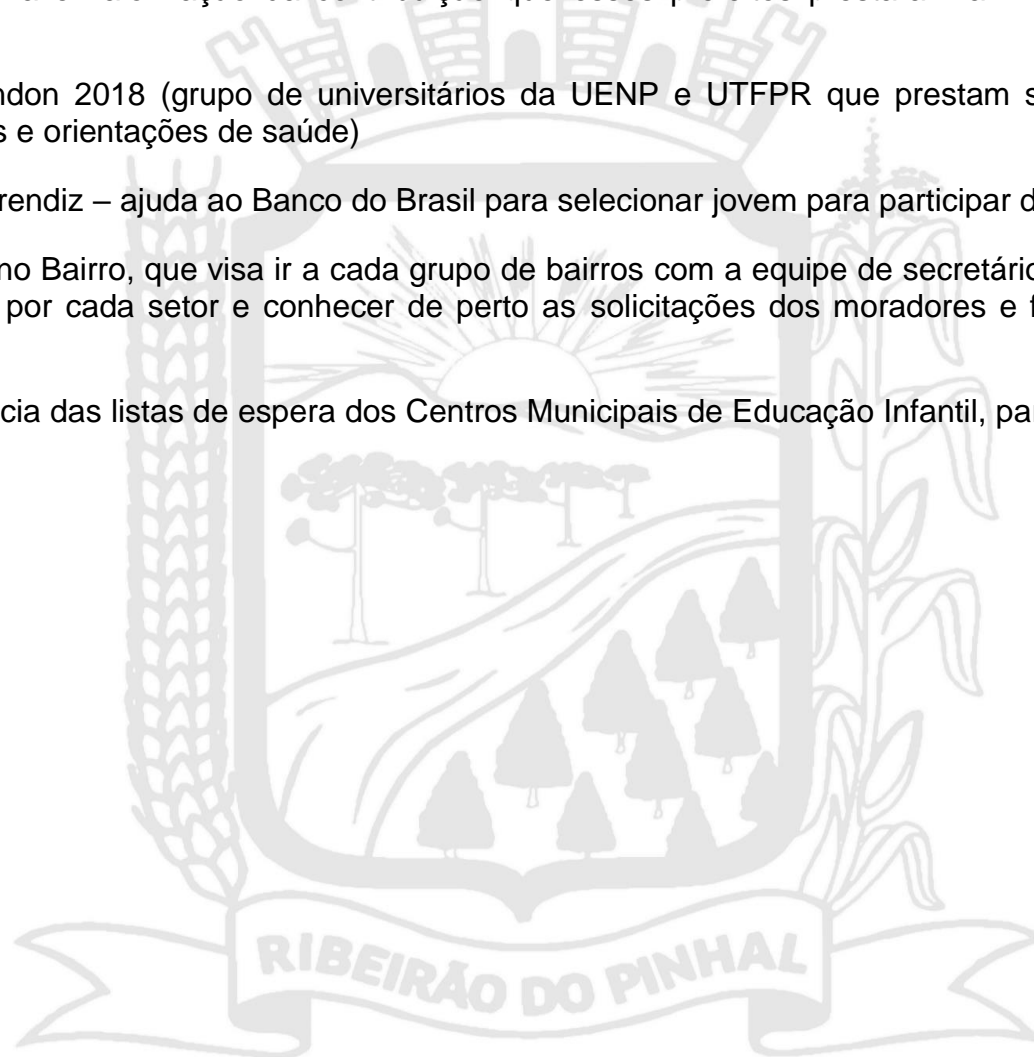 ndon 2018 (grupo de universitários da UENP e UTFPR que prestam s
s e orientações de saúde)
rendiz – ajuda ao Banco do Brasil para selecionar jovem para participar d
no Bairro, que visa ir a cada grupo de bairros com a equipe de secretário
por cada setor e conhecer de perto as solicitações dos moradores e f
cia das listas de espera dos Centros Municipais de Educação Infantil, par
RIBEIRÃO DO PINHAL